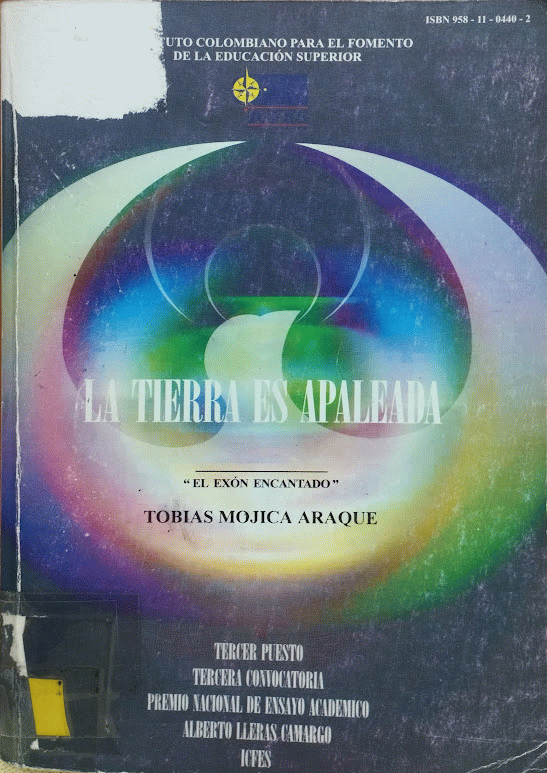 ISBN 958 - 11 - 0440 - 2
TUTO COLOMBIANO PARA EL FOMENTO
DE LA EDUCACIÓN SUPERIOR
LA TIERRA ES APALEADA
“EL EXÓN ENCANTADO”
TOBIAS MOJICA ARAQUE
TERCER PUESTO
TERCERA CONVOCATORIA
PREMIO NACIONAL DE ENSAYO ACADEMICO
ALBERTO LLERAS CAMARGO
ICFES